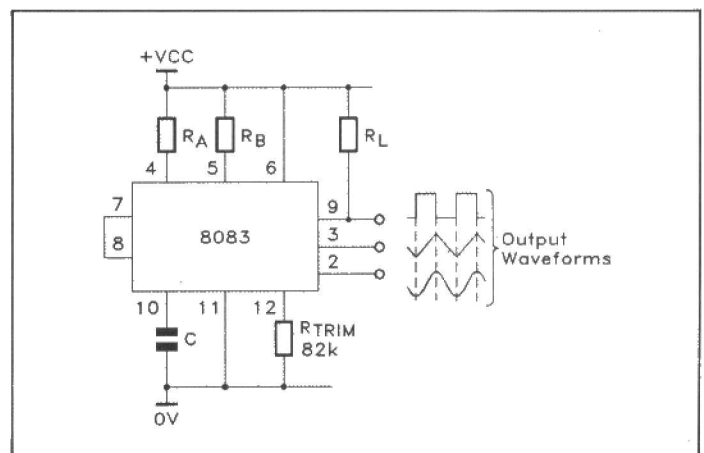 +VCC
RA
RB
RL
4
5
6
7
8
8083
9
3
2
Output
Waveforms
10
11
12
C
RTRIM
82k
0V